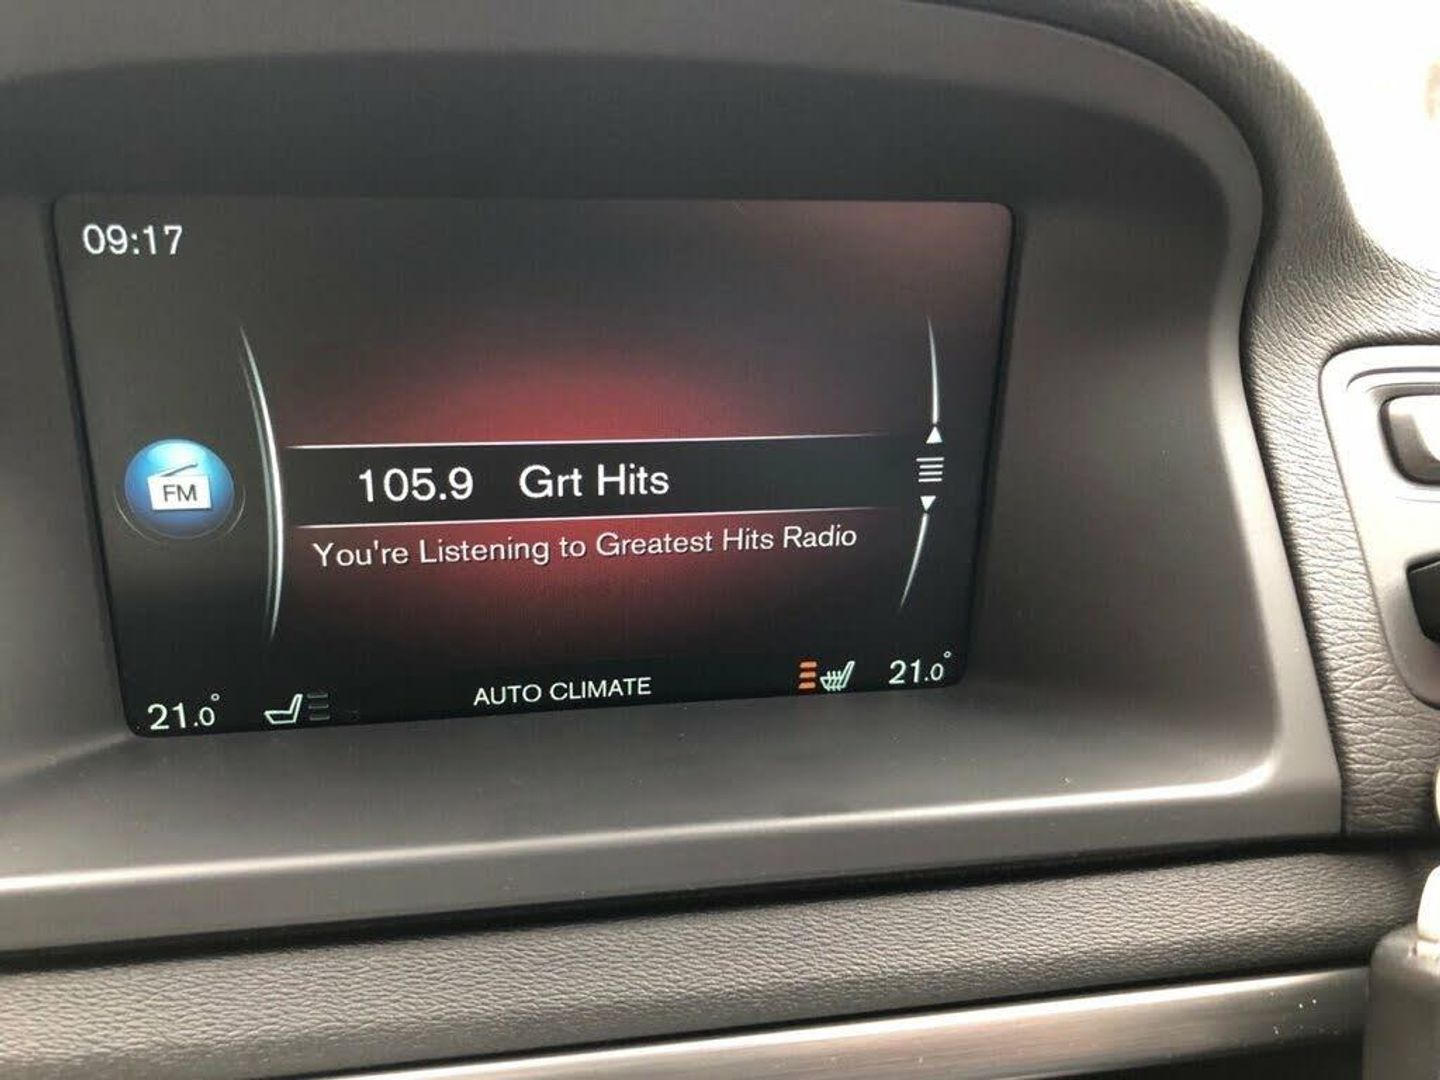 09:17
FM
105.9 Grt Hits
You're Listening to Greatest Hits Radio
21.0° AUTO CLIMATE 21.0°